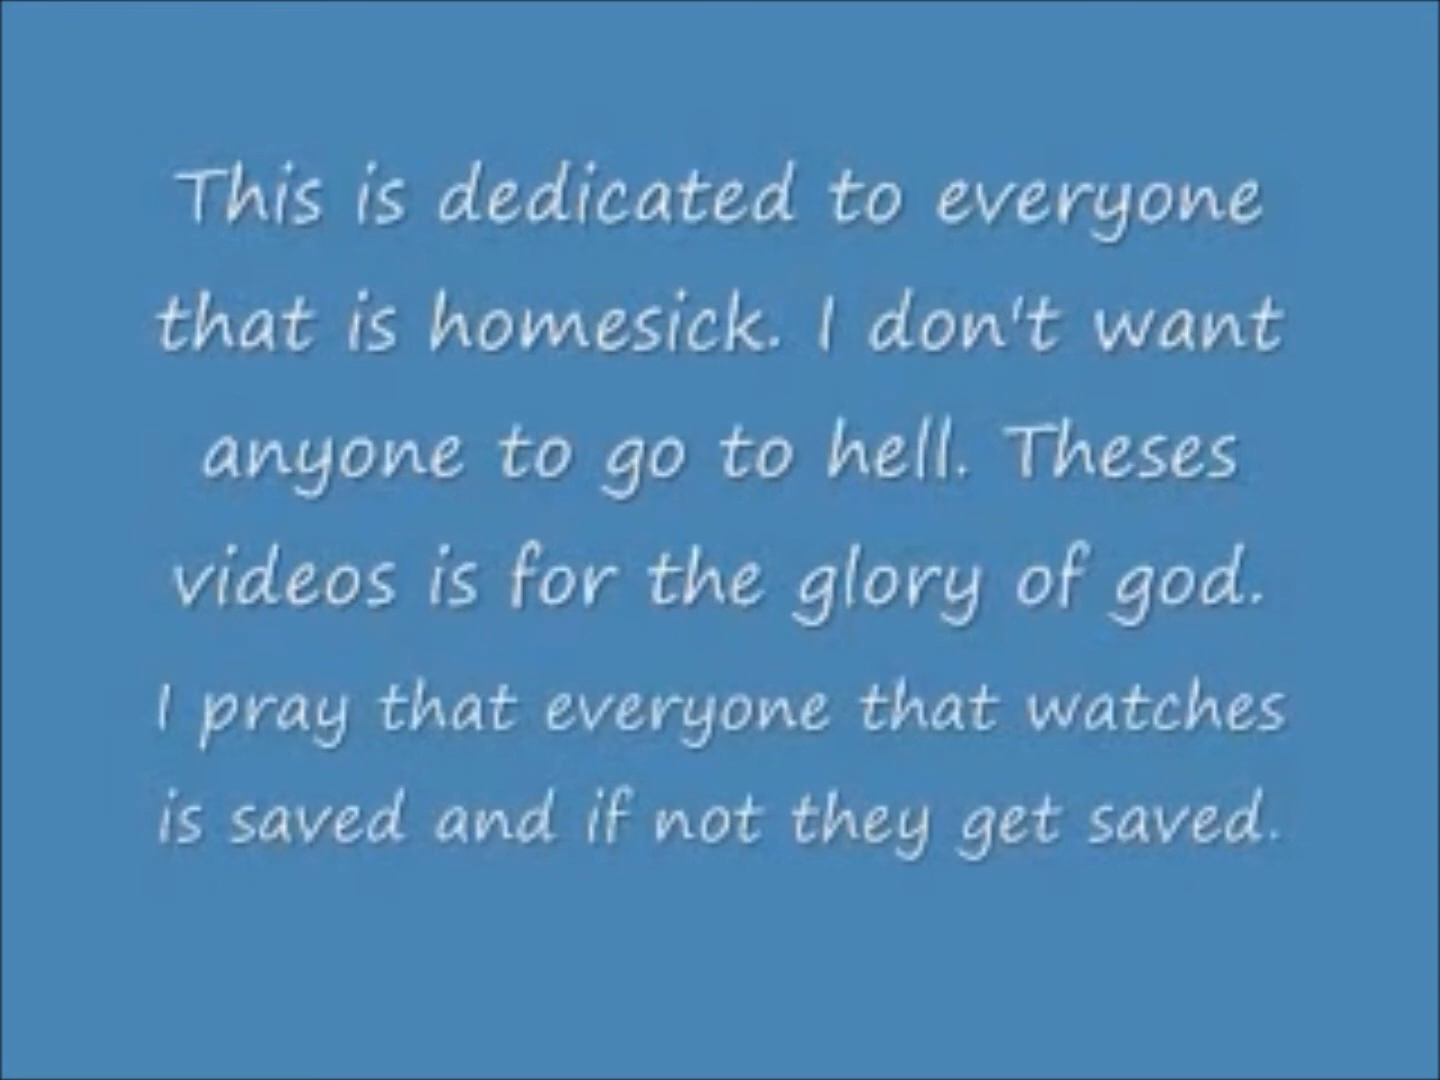 This is dedicated to everyone
that is homesick. I don't want
anyone to go to hell. Theses
videos is for the glory of god.
I pray that everyone that watches
is saved and if not they get saved.